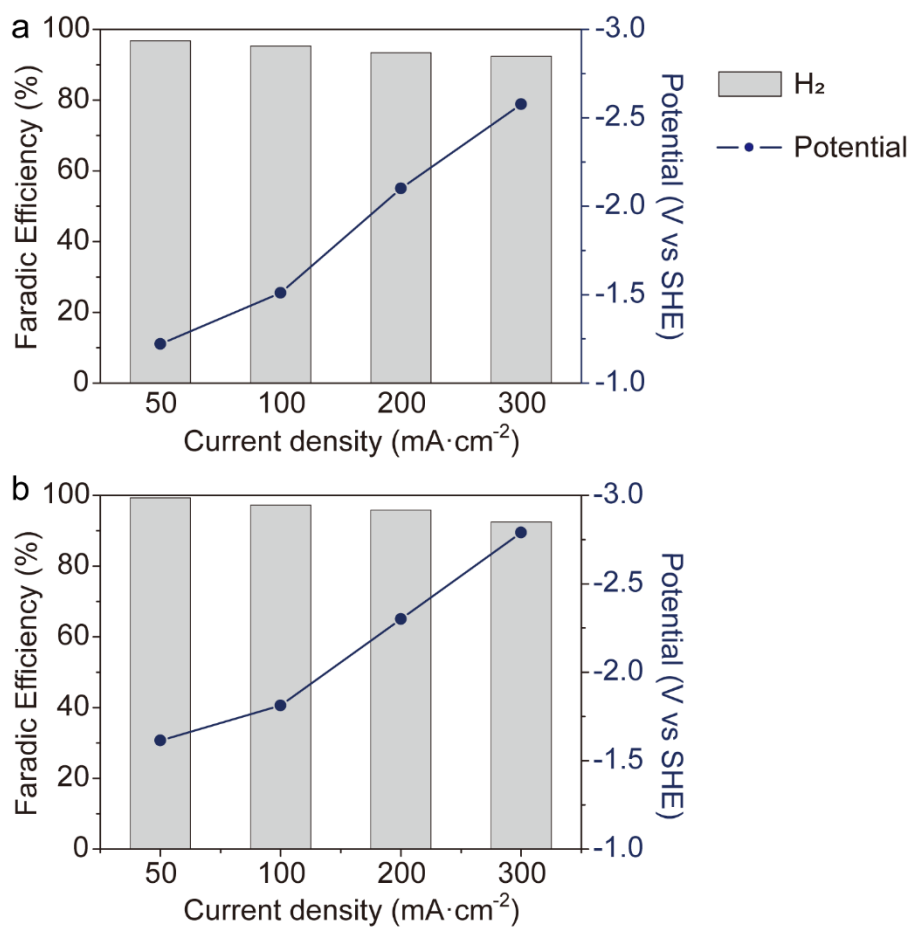 a
Faradic Efficiency (%)
100
80
60
40
20
0
50 100 200 300
Current density (mA·cm⁻²)
-3.0
-2.5
-2.0
-1.5
-1.0
Potential (V vs SHE)
H₂
Potential
b
Faradic Efficiency (%)
100
80
60
40
20
0
50 100 200 300
Current density (mA·cm⁻²)
-3.0
-2.5
-2.0
-1.5
-1.0
Potential (V vs SHE)